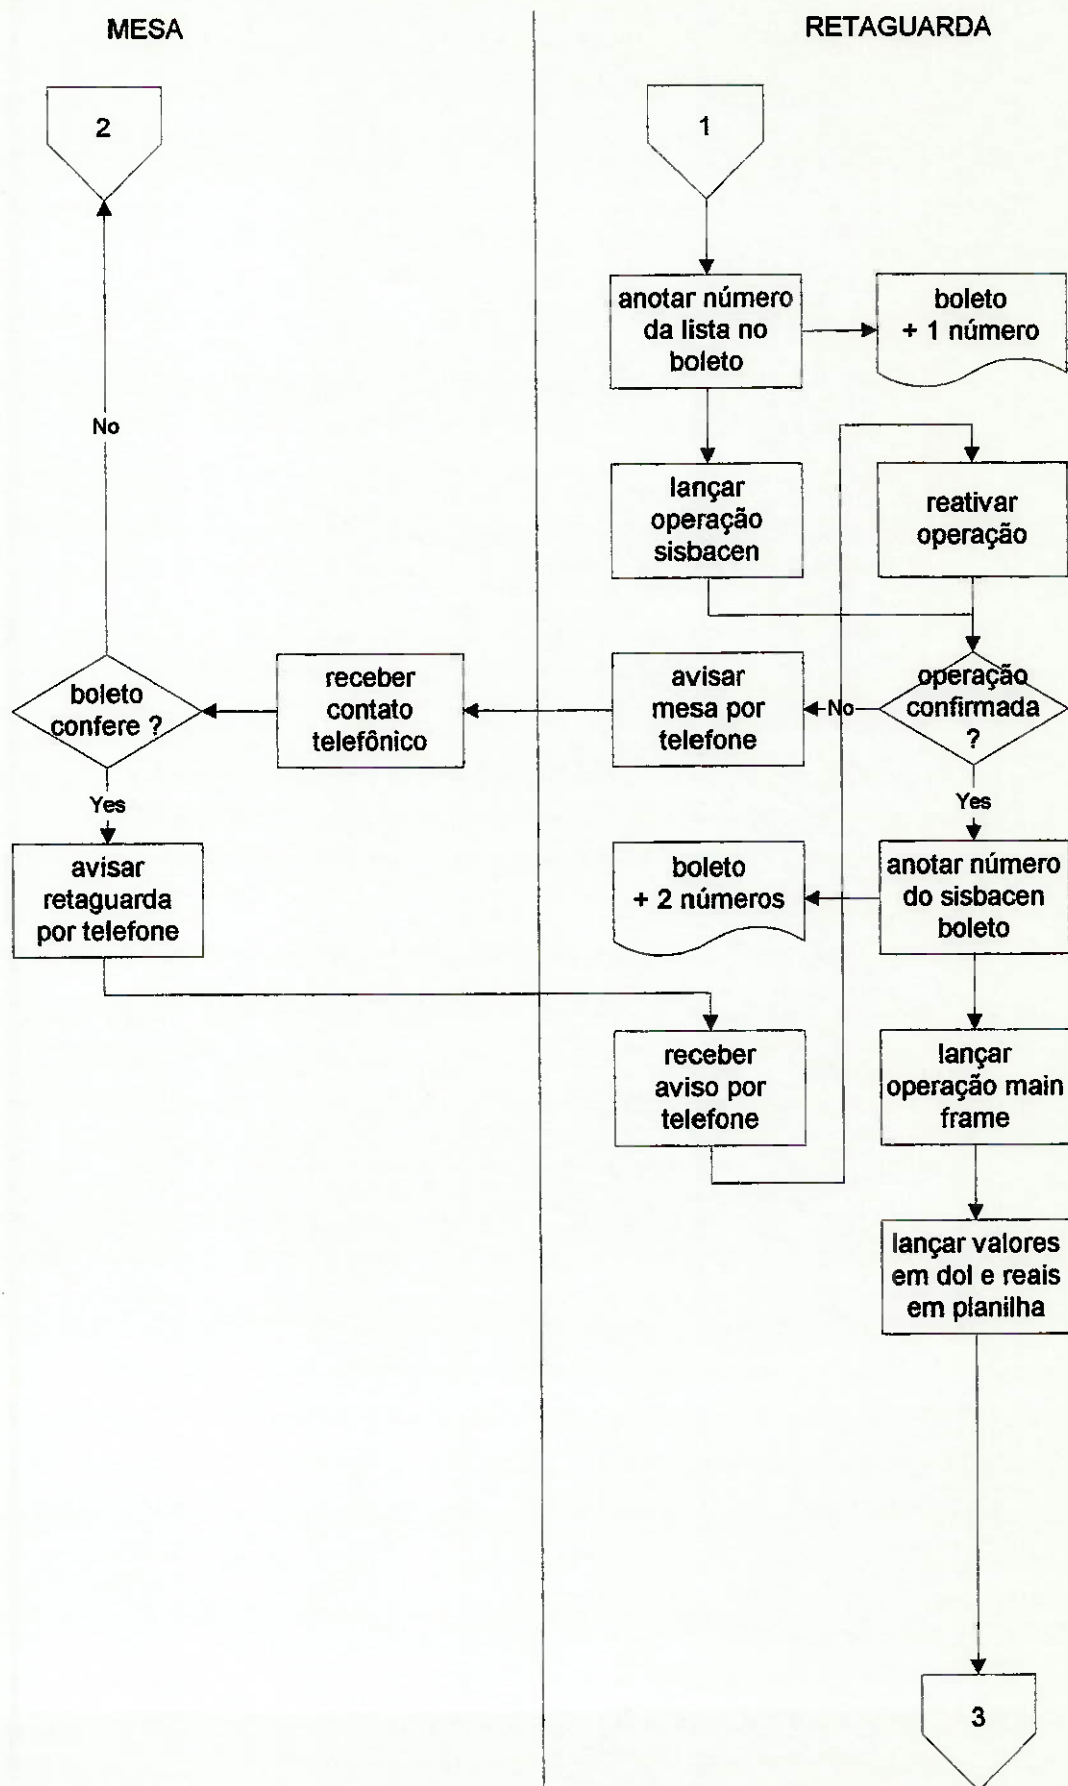 MESA
RETAGUARDA
2
1
anotar número
da lista no
boleto
boleto
+ 1 número
No
lançar
operação
sisbacen
reativar
operação
boleto
confere ?
receber
contato
telefônico
avisar
mesa por
telefone
No
operação
confirmada
?
Yes
Yes
avisar
retaguarda
por telefone
boleto
+ 2 números
anotar número
do sisbacen
boleto
receber
aviso por
telefone
lançar
operação main
frame
lançar valores
em dol e reais
em planilha
3